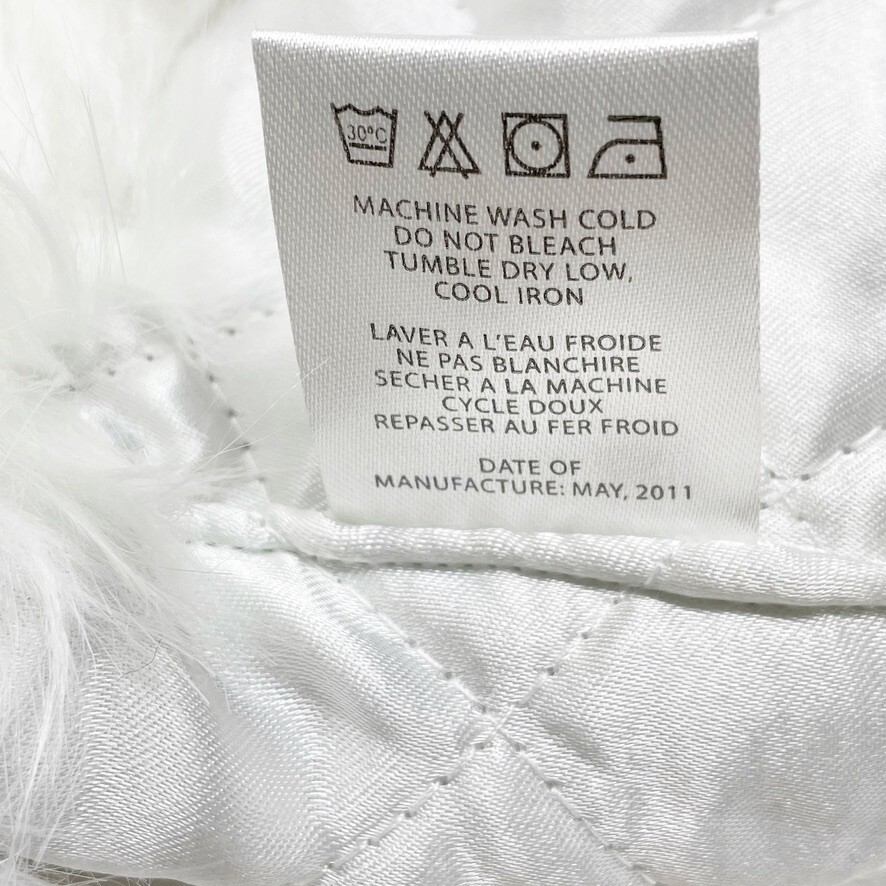 30°C
MACHINE WASH COLD
DO NOT BLEACH
TUMBLE DRY LOW,
COOL IRON
LAVER A L'EAU FROIDE
NE PAS BLANCHIRE
SECHER A LA MACHINE
CYCLE DOUX
REPASSER AU FER FROID
DATE OF
MANUFACTURE: MAY, 2011